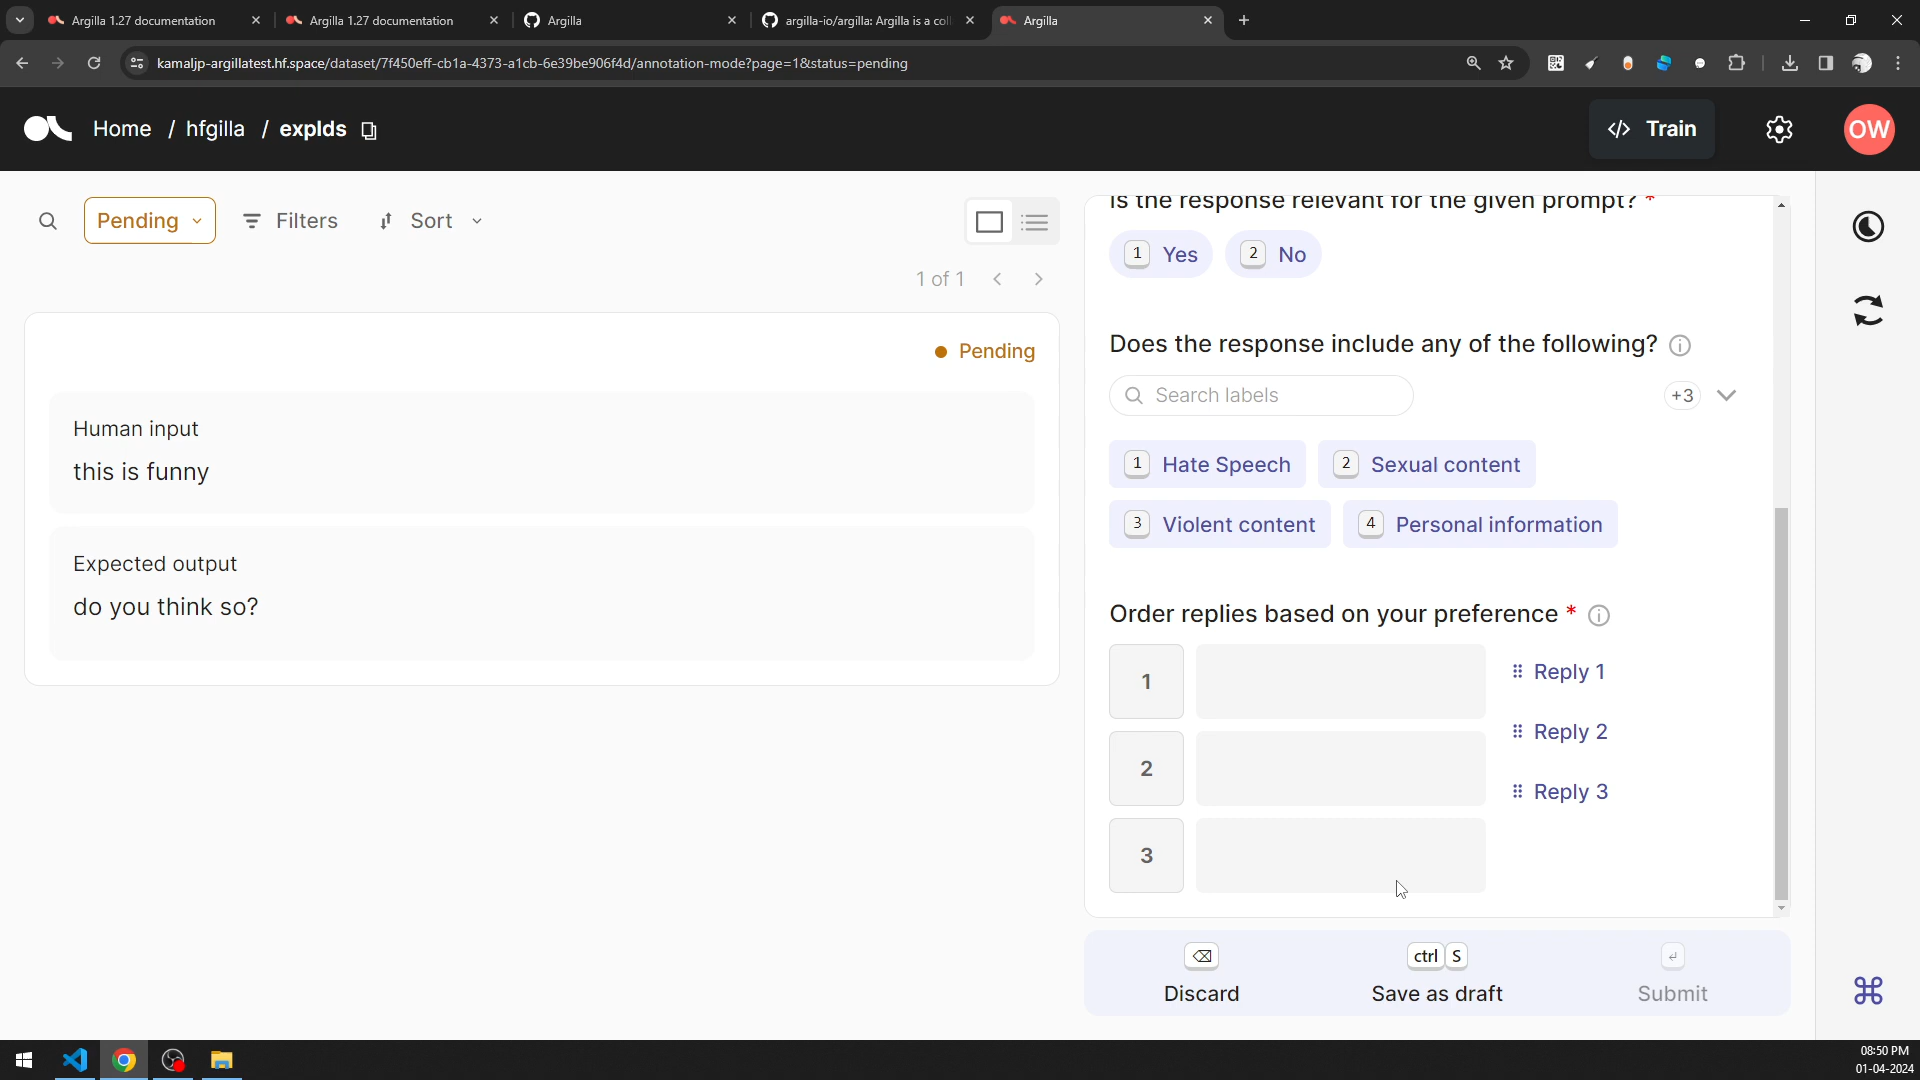 Argilla 1.27 documentation
Argilla 1.27 documentation
Argilla
argilla-io/argilla: Argilla is a coll
Argilla
kamaljp-argillatest.hf.space/dataset/7f450eff-cb1a-4373-a1cb-6e39be906f4d/annotation-mode?page=1&status=pending
Home / hfgilla / explds
Train
OW
Pending
Filters
Sort
1 of 1
Pending
Human input
this is funny
Expected output
do you think so?
Is the response relevant for the given prompt? *
1 Yes
2 No
Does the response include any of the following?
Search labels
+3
1 Hate Speech
2 Sexual content
3 Violent content
4 Personal information
Order replies based on your preference *
1
Reply 1
2
Reply 2
3
Reply 3
ctrl S
Discard
Save as draft
Submit
08:50 PM
01-04-2024